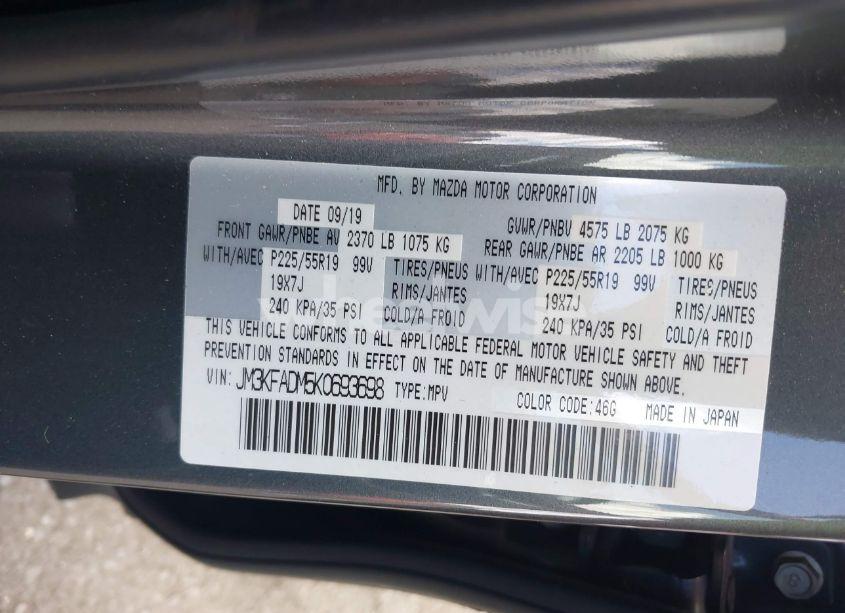 MFD. BY MAZDA MOTOR CORPORATION
MFD. BY MAZDA MOTOR CORPORATION
DATE 09/19 GVWR/PNBV 4575 LB 2075 KG
FRONT GAWR/PNBE AV 2370 LB 1075 KG REAR GAWR/PNBE AR 2205 LB 1000 KG
WITH/AVEC P225/55R19 99V TIRES/PNEUS WITH/AVEC P225/55R19 99V TIRES/PNEUS
19X7J RIMS/JANTES 19X7J RIMS/JANTES
240 KPA/35 PSI COLD/A FROID 240 KPA/35 PSI COLD/A FROID
THIS VEHICLE CONFORMS TO ALL APPLICABLE FEDERAL MOTOR VEHICLE SAFETY AND THEFT
PREVENTION STANDARDS IN EFFECT ON THE DATE OF MANUFACTURE SHOWN ABOVE.
VIN: JM3KFADM5K0693698 TYPE:MPV COLOR CODE:46G MADE IN JAPAN